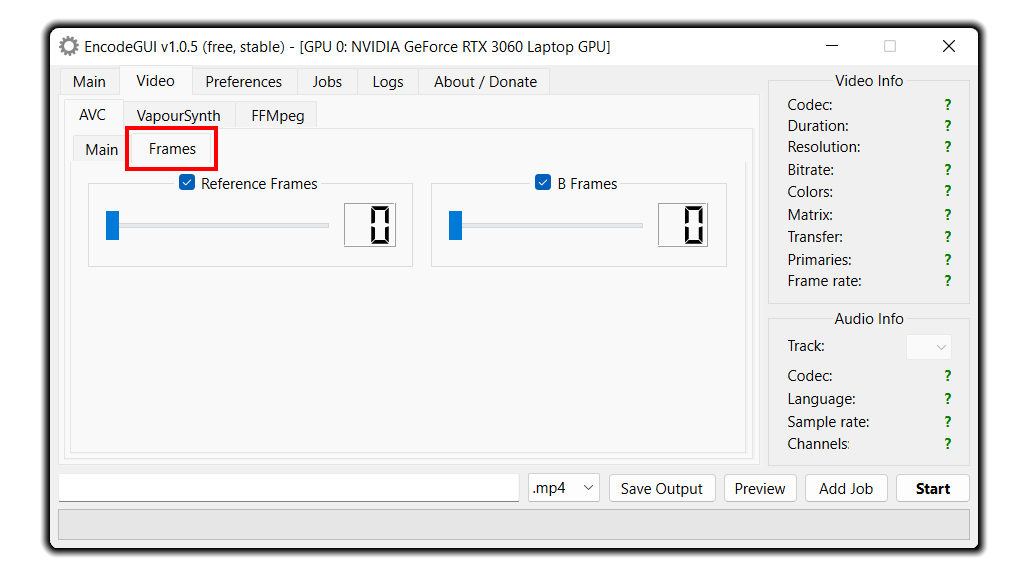 EncodeGUI v1.0.5 (free, stable) - [GPU 0: NVIDIA GeForce RTX 3060 Laptop GPU]
Main Video Preferences Jobs Logs About / Donate
AVC VapourSynth FFMpeg
Main Frames
Reference Frames
0
B Frames
0
Video Info
Codec: ?
Duration: ?
Resolution: ?
Bitrate: ?
Colors: ?
Matrix: ?
Transfer: ?
Primaries: ?
Frame rate: ?
Audio Info
Track:
Codec: ?
Language: ?
Sample rate: ?
Channels: ?
.mp4 Save Output Preview Add Job Start